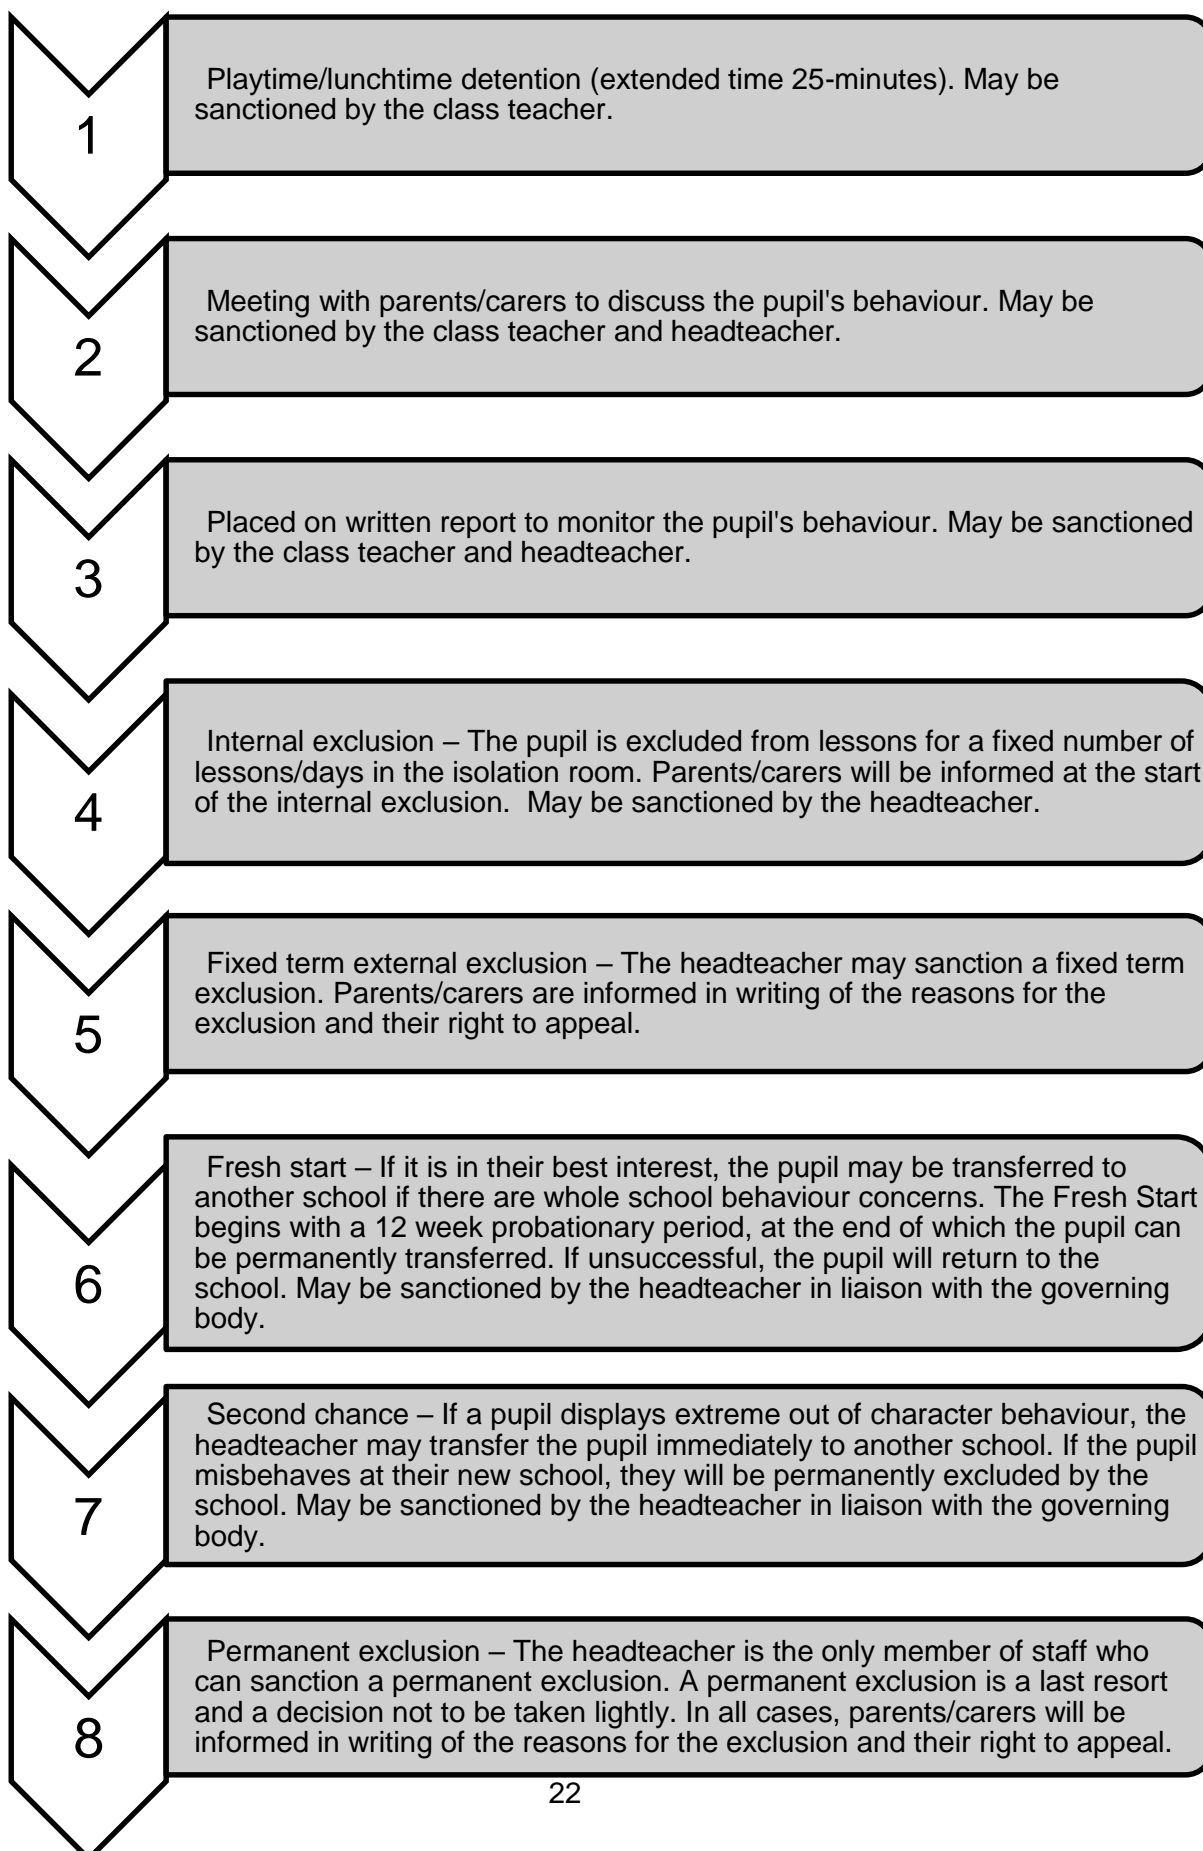 1
Playtime/lunchtime detention (extended time 25-minutes). May be
sanctioned by the class teacher.
2
Meeting with parents/carers to discuss the pupil's behaviour. May be
sanctioned by the class teacher and headteacher.
3
Placed on written report to monitor the pupil's behaviour. May be sanctioned
by the class teacher and headteacher.
4
Internal exclusion – The pupil is excluded from lessons for a fixed number of
lessons/days in the isolation room. Parents/carers will be informed at the start
of the internal exclusion.  May be sanctioned by the headteacher.
5
Fixed term external exclusion – The headteacher may sanction a fixed term
exclusion. Parents/carers are informed in writing of the reasons for the
exclusion and their right to appeal.
6
Fresh start – If it is in their best interest, the pupil may be transferred to
another school if there are whole school behaviour concerns. The Fresh Start
begins with a 12 week probationary period, at the end of which the pupil can
be permanently transferred. If unsuccessful, the pupil will return to the
school. May be sanctioned by the headteacher in liaison with the governing
body.
7
Second chance – If a pupil displays extreme out of character behaviour, the
headteacher may transfer the pupil immediately to another school. If the pupil
misbehaves at their new school, they will be permanently excluded by the
school. May be sanctioned by the headteacher in liaison with the governing
body.
8
Permanent exclusion – The headteacher is the only member of staff who
can sanction a permanent exclusion. A permanent exclusion is a last resort
and a decision not to be taken lightly. In all cases, parents/carers will be
informed in writing of the reasons for the exclusion and their right to appeal.
22